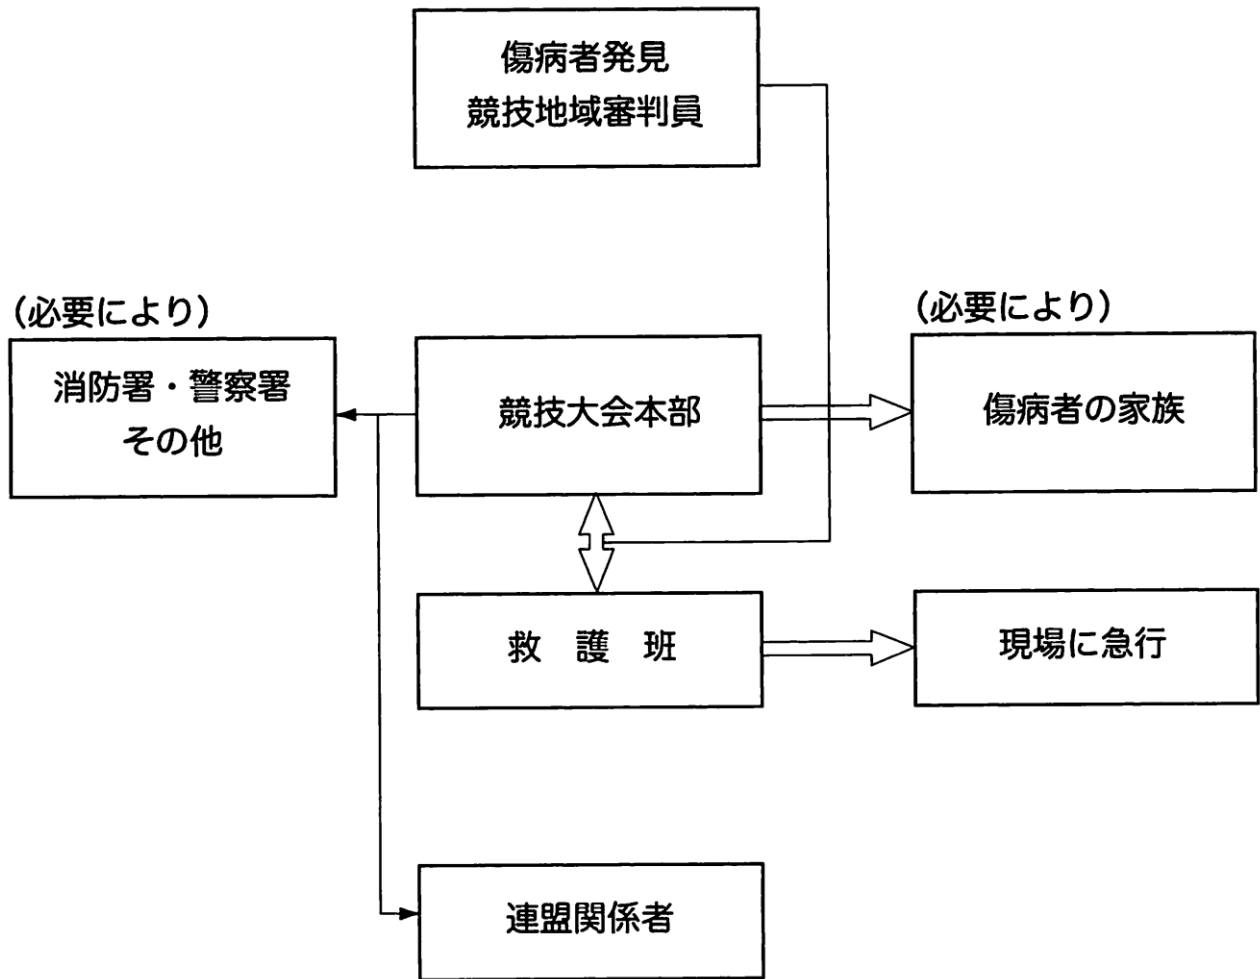 傷病者発見
競技地域審判員
（必要により）
消防署・警察署
その他
競技大会本部
（必要により）
傷病者の家族
救　護　班
現場に急行
連盟関係者